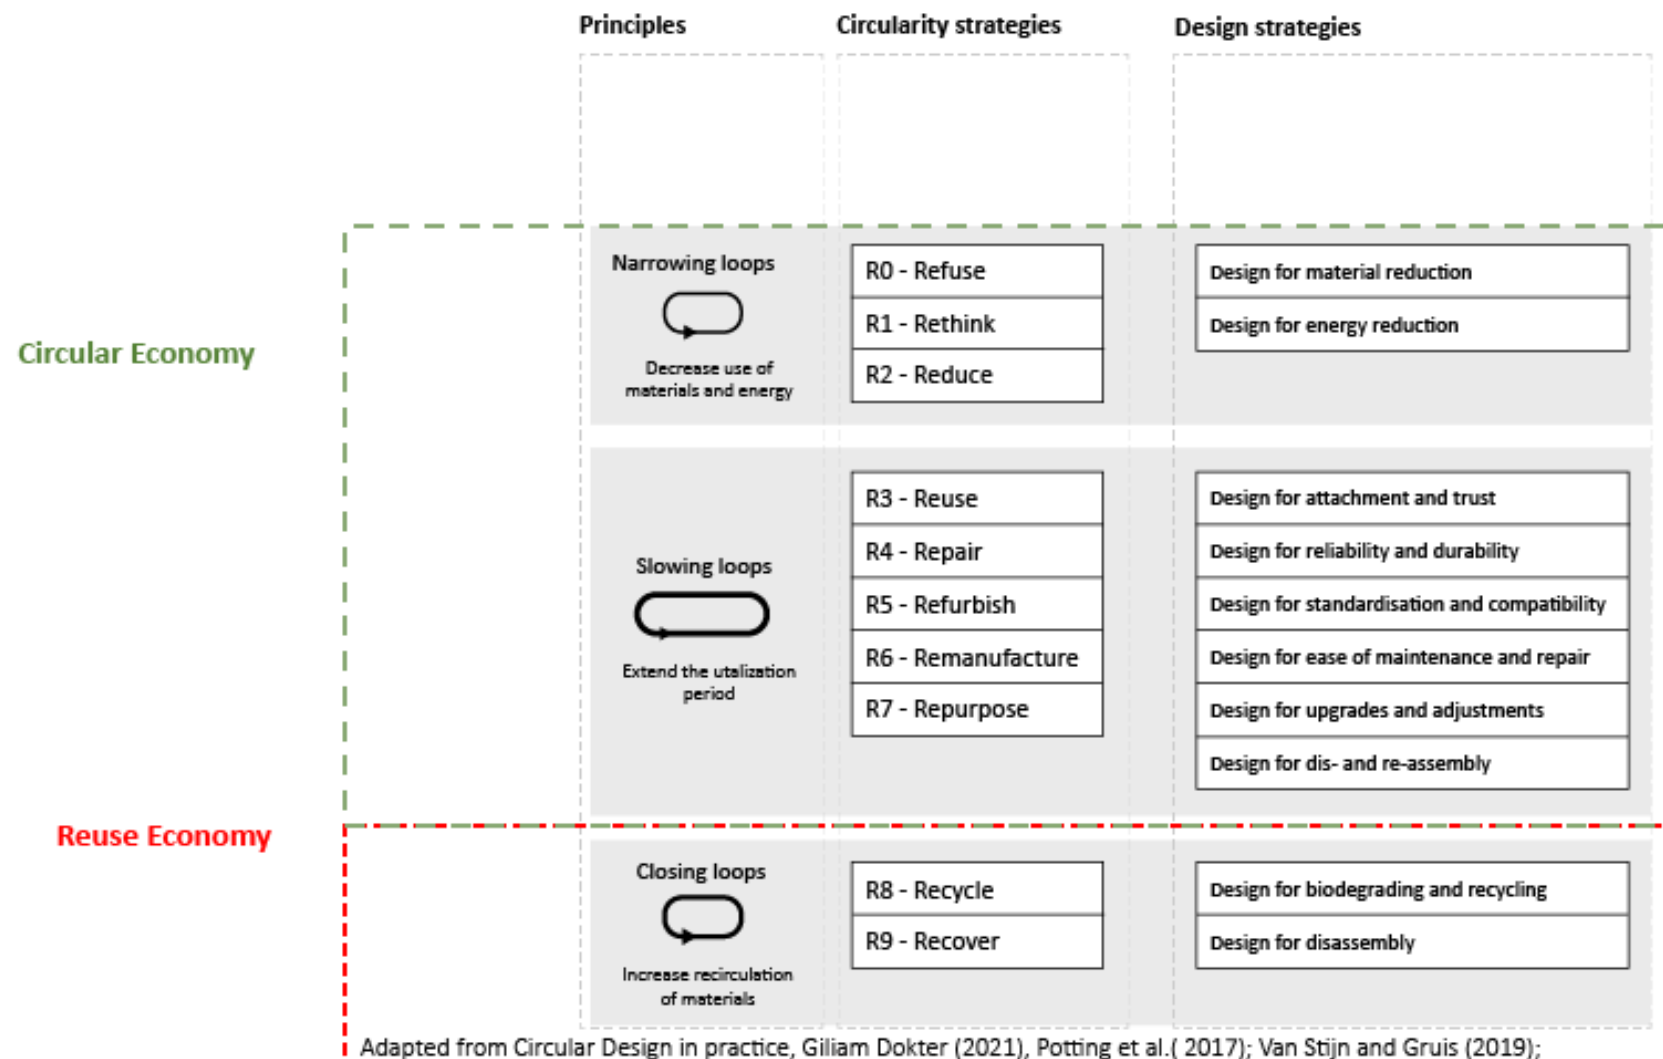 Principles
Circularity strategies
Design strategies
Circular Economy
Narrowing loops
Decrease use of
materials and energy
R0 - Refuse
R1 - Rethink
R2 - Reduce
Design for material reduction
Design for energy reduction
Slowing loops
Extend the utalization
period
R3 - Reuse
R4 - Repair
R5 - Refurbish
R6 - Remanufacture
R7 - Repurpose
Design for attachment and trust
Design for reliability and durability
Design for standardisation and compatibility
Design for ease of maintenance and repair
Design for upgrades and adjustments
Design for dis- and re-assembly
Reuse Economy
Closing loops
Increase recirculation
of materials
R8 - Recycle
R9 - Recover
Design for biodegrading and recycling
Design for disassembly
Adapted from Circular Design in practice, Giliam Dokter (2021), Potting et al.( 2017); Van Stijn and Gruis (2019);